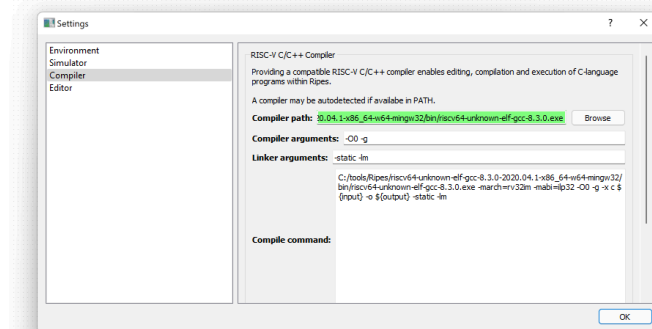 Settings
Environment
Simulator
Compiler
Editor
RISC-V C/C++ Compiler
Providing a compatible RISC-V C/C++ compiler enables editing, compilation and execution of C-language
programs within Ripes.
A compiler may be autodetected if availabe in PATH.
Compiler path: 20.04.1-x86_64-w64-mingw32/bin/riscv64-unknown-elf-gcc-8.3.0.exe Browse
Compiler arguments: -O0 -g
Linker arguments: -static -lm
C:/tools/Ripes/riscv64-unknown-elf-gcc-8.3.0-2020.04.1-x86_64-w64-mingw32/
bin/riscv64-unknown-elf-gcc-8.3.0.exe -march=rv32im -mabi=ilp32 -O0 -g -x c $
{input} -o ${output} -static -lm
Compile command:
OK